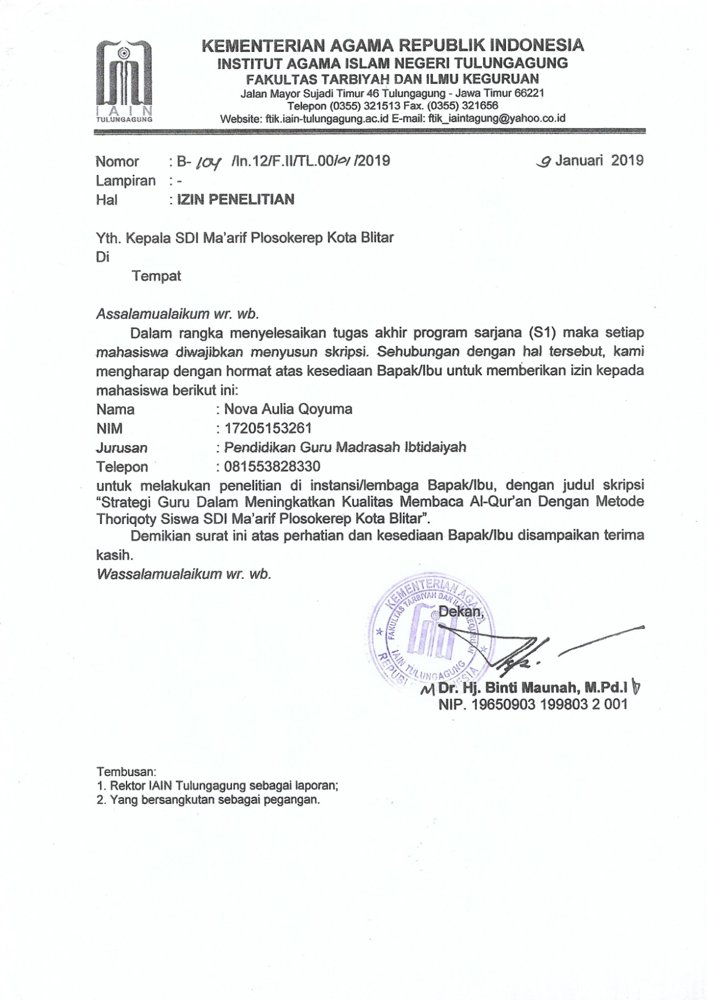 IAIN
TULUNGAGUNG
KEMENTERIAN AGAMA REPUBLIK INDONESIA
INSTITUT AGAMA ISLAM NEGERI TULUNGAGUNG
FAKULTAS TARBIYAH DAN ILMU KEGURUAN
Jalan Mayor Sujadi Timur 46 Tulungagung - Jawa Timur 66221
Telepon (0355) 321513 Fax. (0355) 321656
Website: ftik.iain-tulungagung.ac.id E-mail: ftik_iaintagung@yahoo.co.id
Nomor : B- 104 /In.12/F.II/TL.00/01/2019 9 Januari 2019
Lampiran : -
Hal : IZIN PENELITIAN
Yth. Kepala SDI Ma'arif Plosokerep Kota Blitar
Di
Tempat
Assalamualaikum wr. wb.
Dalam rangka menyelesaikan tugas akhir program sarjana (S1) maka setiap
mahasiswa diwajibkan menyusun skripsi. Sehubungan dengan hal tersebut, kami
mengharap dengan hormat atas kesediaan Bapak/Ibu untuk memberikan izin kepada
mahasiswa berikut ini:
Nama : Nova Aulia Qoyuma
NIM : 17205153261
Jurusan : Pendidikan Guru Madrasah Ibtidaiyah
Telepon : 081553828330
untuk melakukan penelitian di instansi/lembaga Bapak/Ibu, dengan judul skripsi
“Strategi Guru Dalam Meningkatkan Kualitas Membaca Al-Qur'an Dengan Metode
Thoriqoty Siswa SDI Ma'arif Plosokerep Kota Blitar”.
Demikian surat ini atas perhatian dan kesediaan Bapak/Ibu disampaikan terima
kasih.
Wassalamualaikum wr. wb.
KEMENTERIAN AGAMA
FAKULTAS TARBIYAH DAN ILMU KEGURUAN
IAIN TULUNGAGUNG
Dekan,
Dr. Hj. Binti Maunah, M.Pd.I
NIP. 19650903 199803 2 001
Tembusan:
1. Rektor IAIN Tulungagung sebagai laporan;
2. Yang bersangkutan sebagai pegangan.